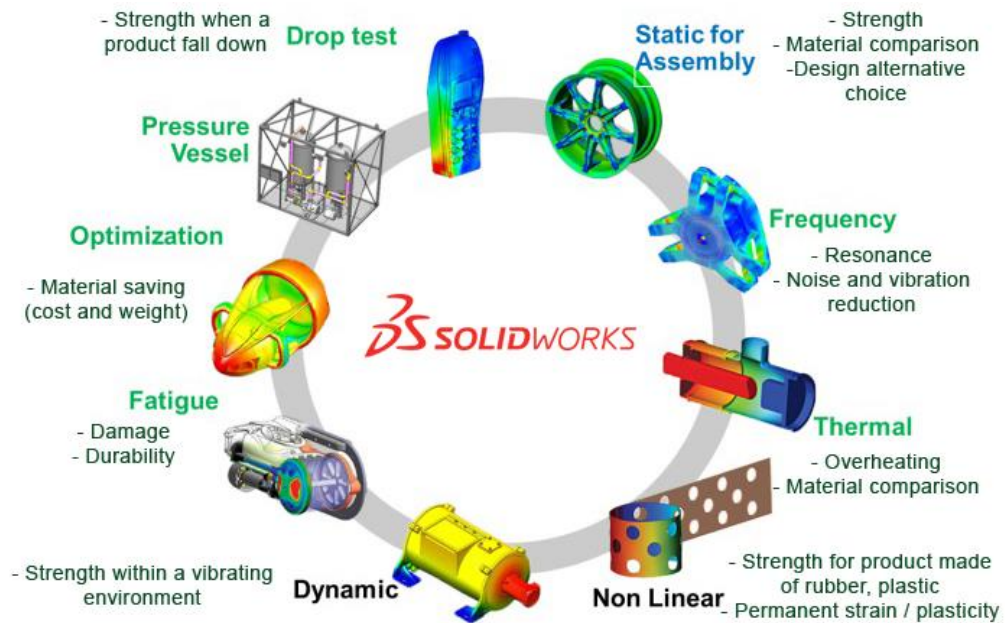 - Strength when a
product fall down
Drop test
Static for
Assembly
- Strength
- Material comparison
-Design alternative
choice
Pressure
Vessel
Frequency
- Resonance
- Noise and vibration
reduction
Optimization
- Material saving
(cost and weight)
SOLIDWORKS
Fatigue
- Damage
- Durability
Thermal
- Overheating
- Material comparison
- Strength within a vibrating
environment
Dynamic
Non Linear
- Strength for product made
of rubber, plastic
- Permanent strain / plasticity